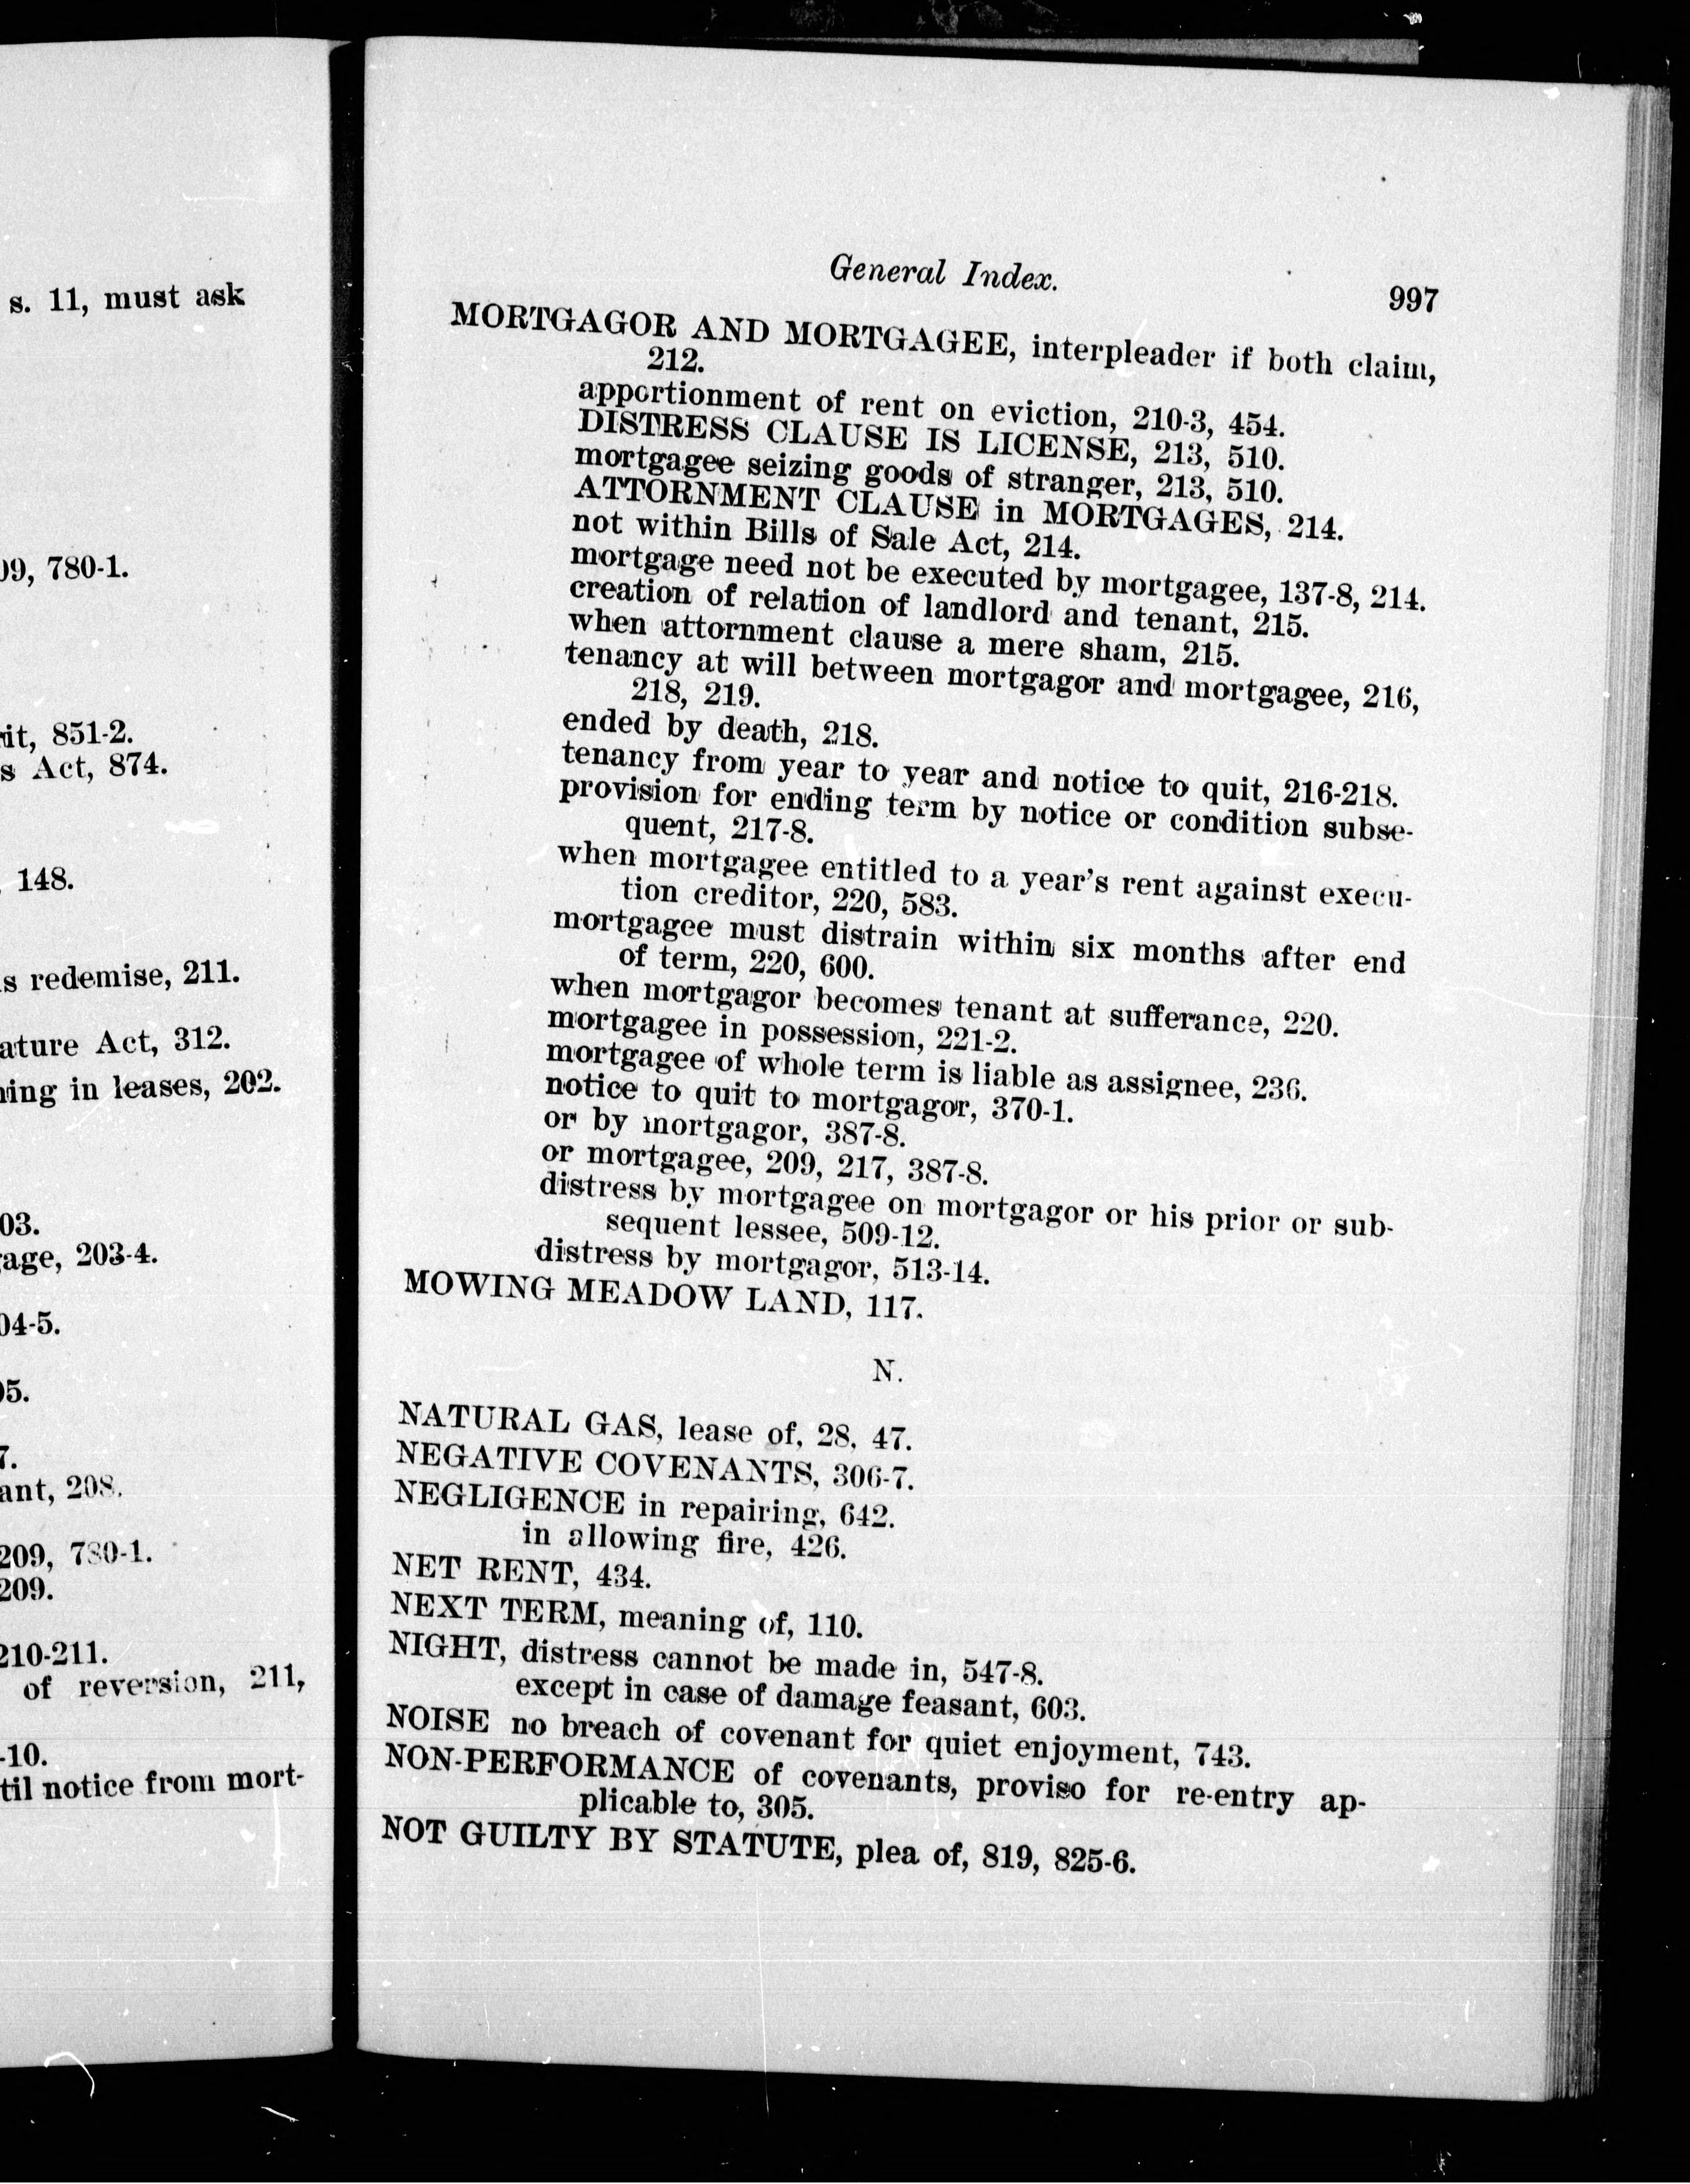 s. 11, must ask
780-1.
851-2.
Act, 874.
148.
redemise, 211.
Act, 312.
in leases, 202.
203-4.
208.
209, 780-1.
209.
210-211.
of reversion, 211,
notice from mort-
General Index.
997
MORTGAGOR AND MORTGAGEE, interpleader if both claim,
212.
apportionment of rent on eviction, 210-3, 454.
DISTRESS CLAUSE IS LICENSE, 213, 510.
mortgagee seizing goods of stranger, 213, 510.
ATTORNMENT CLAUSE in MORTGAGES, 214.
not within Bills of Sale Act, 214.
mortgage need not be executed by mortgagee, 137-8, 214.
creation of relation of landlord and tenant, 215.
when attornment clause a mere sham, 215.
tenancy at will between mortgagor and mortgagee, 216,
218, 219.
ended by death, 218.
tenancy from year to year and notice to quit, 216-218.
provision for ending term by notice or condition subse-
quent, 217-8.
when mortgagee entitled to a year's rent against execu-
tion creditor, 220, 583.
mortgagee must distrain within six months after end
of term, 220, 600.
when mortgagor becomes tenant at sufferance, 220.
mortgagee in possession, 221-2.
mortgagee of whole term is liable as assignee, 236.
notice to quit to mortgagor, 370-1.
or by mortgagor, 387-8.
or mortgagee, 209, 217, 387-8.
distress by mortgagee on mortgagor or his prior or sub-
sequent lessee, 509-12.
distress by mortgagor, 513-14.
MOWING MEADOW LAND, 117.
N.
NATURAL GAS, lease of, 28, 47.
NEGATIVE COVENANTS, 306-7.
NEGLIGENCE in repairing, 642.
in allowing fire, 426.
NET RENT, 434.
NEXT TERM, meaning of, 110.
NIGHT, distress cannot be made in, 547-8.
except in case of damage feasant, 603.
NOISE no breach of covenant for quiet enjoyment, 743.
NON-PERFORMANCE of covenants, proviso for re-entry ap-
plicable to, 305.
NOT GUILTY BY STATUTE, plea of, 819, 825-6.